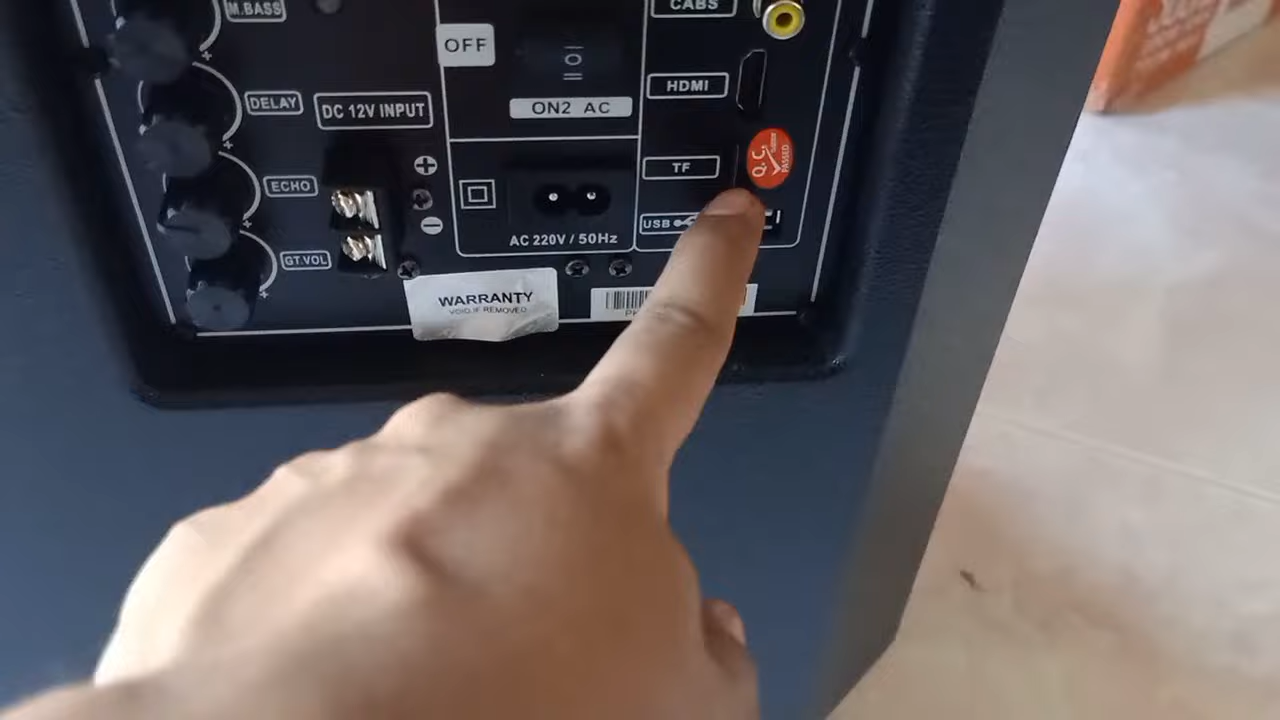 M.BASS
DELAY
ECHO
GT.VOL
DC 12V INPUT
OFF
ON2 AC
AC 220V / 50Hz
CABS
HDMI
TF
USB
Q.C.
PASSED
WARRANTY
VOID IF REMOVED